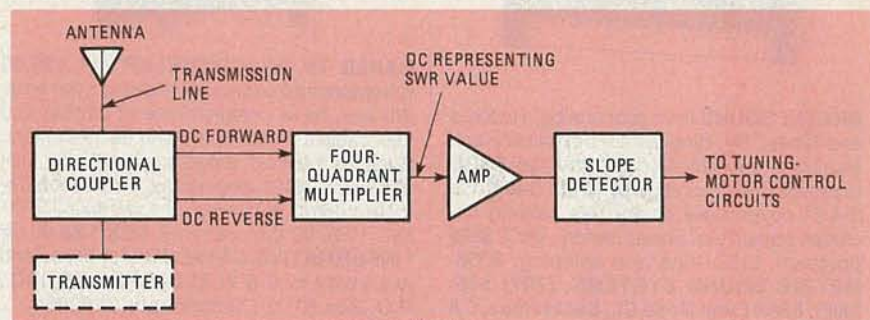 ANTENNA
TRANSMISSION
LINE
DC REPRESENTING
SWR VALUE
DC FORWARD
DIRECTIONAL
COUPLER
DC REVERSE
FOUR-
QUADRANT
MULTIPLIER
AMP
SLOPE
DETECTOR
TO TUNING-
MOTOR CONTROL
CIRCUITS
TRANSMITTER